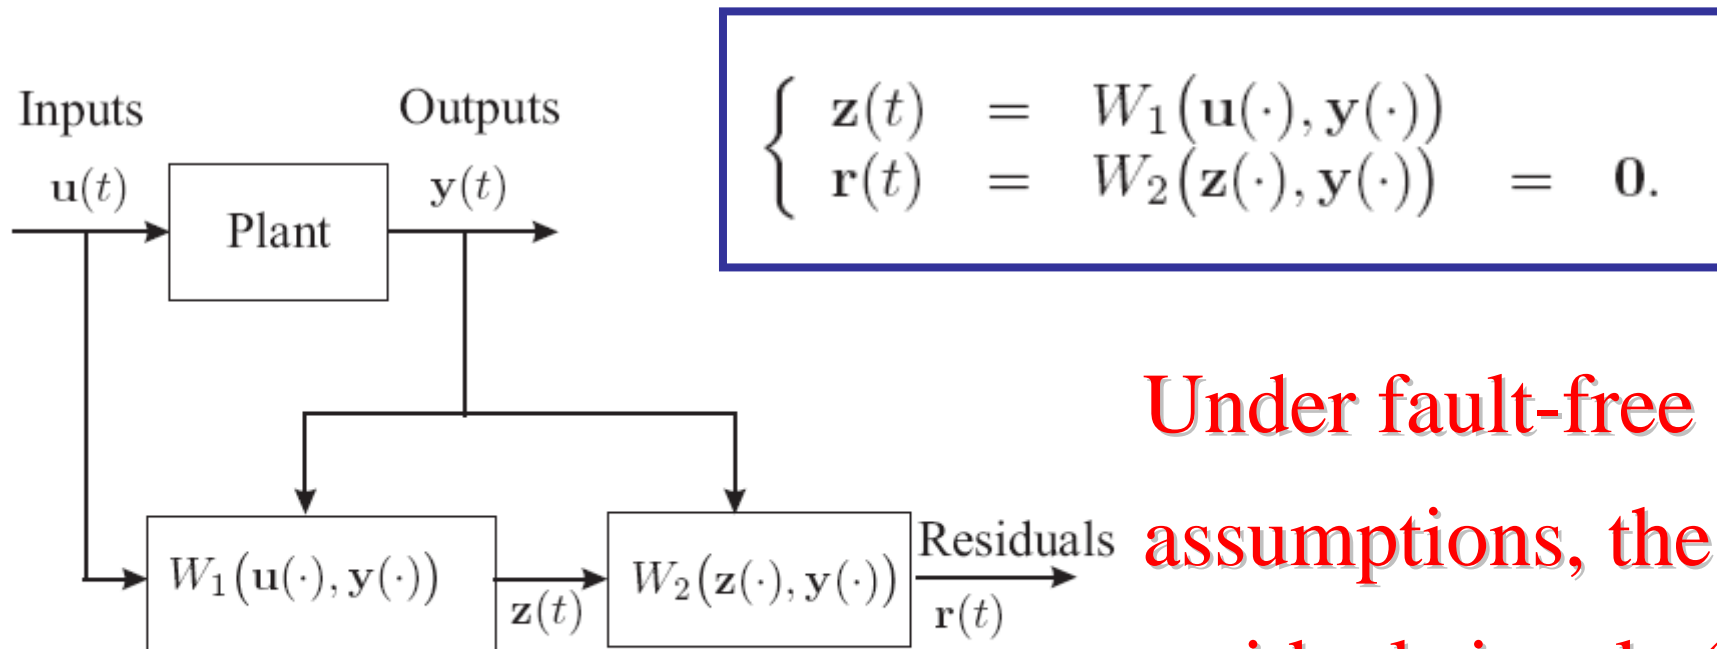 Inputs
Outputs
u(t)
y(t)
Plant
z(t) = W₁(u(·), y(·))
r(t) = W₂(z(·), y(·)) = 0.
Under fault-free
assumptions, the
W₁(u(·), y(·))
z(t)
W₂(z(·), y(·))
Residuals
r(t)